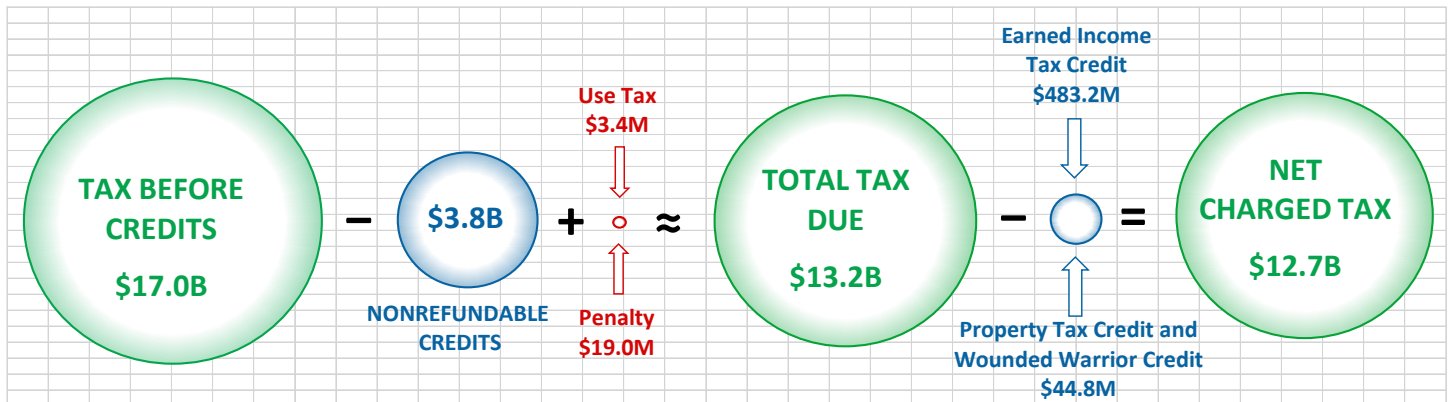 TAX BEFORE
CREDITS
$17.0B
−
$3.8B
NONREFUNDABLE
CREDITS
+
Use Tax
$3.4M
Penalty
$19.0M
≈
TOTAL TAX
DUE
$13.2B
−
Earned Income
Tax Credit
$483.2M
Property Tax Credit and
Wounded Warrior Credit
$44.8M
=
NET
CHARGED TAX
$12.7B